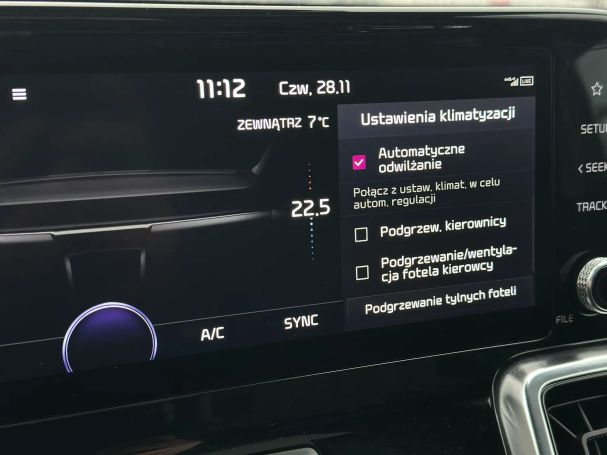 11:12
Czw, 28.11
LIVE
ZEWNĄTRZ 7°C
22.5
A/C
SYNC
Ustawienia klimatyzacji
Automatyczne
odwilżanie
Połącz z ustaw. klimat, w celu
autom. regulacji
Podgrzew. kierownicy
Podgrzewanie/wentyla-
cja fotela kierowcy
Podgrzewanie tylnych foteli
SETU
SEEK
TRACK
FILE